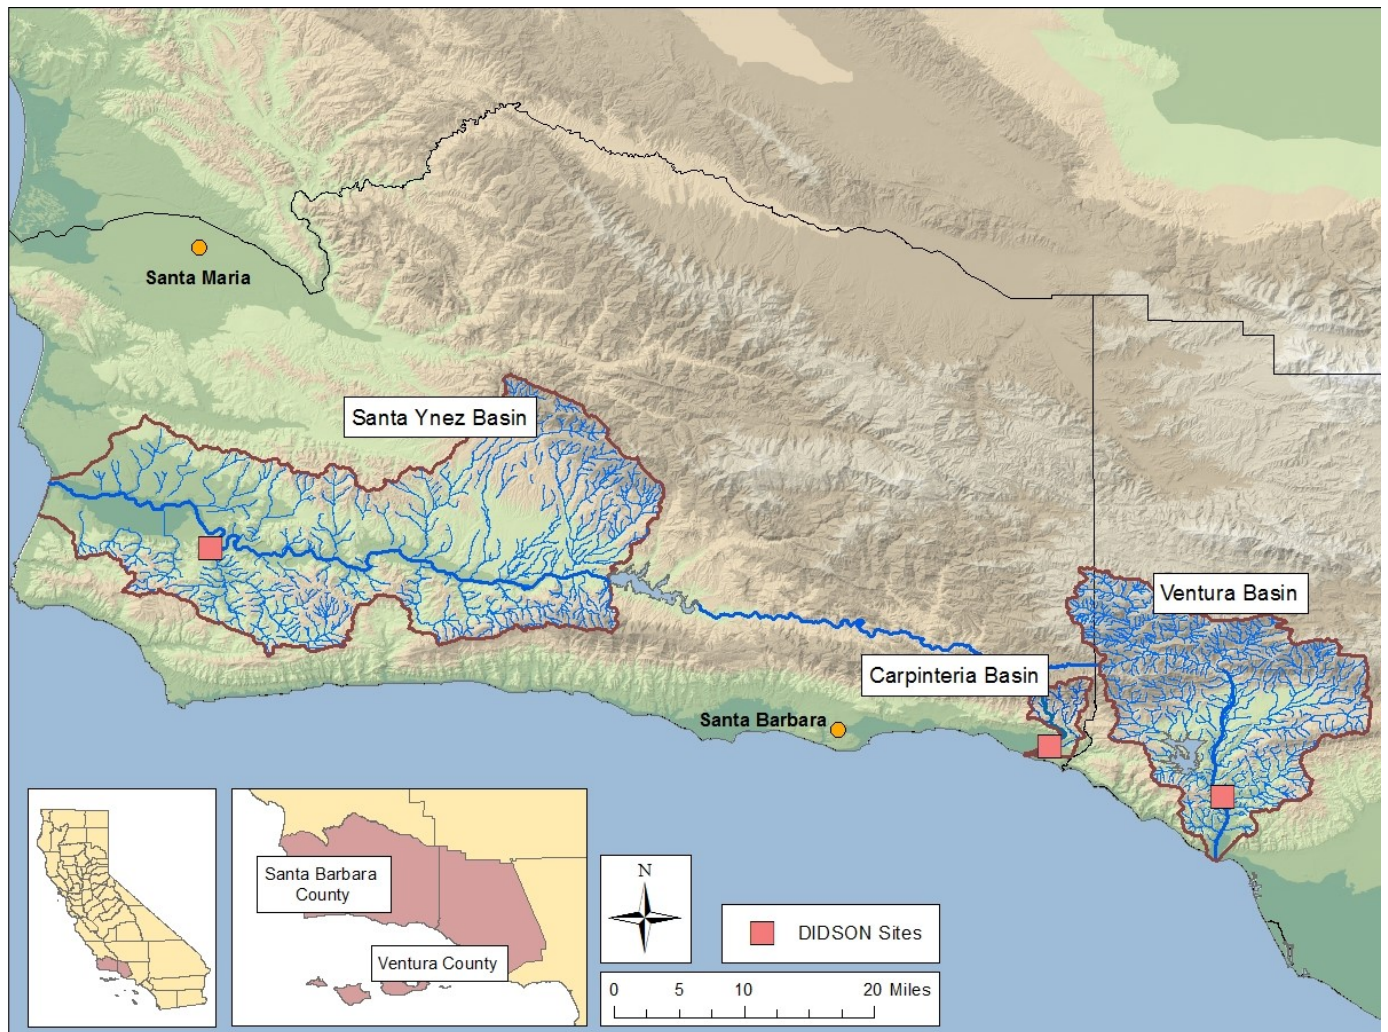 Santa Maria
Santa Ynez Basin
Ventura Basin
Carpinteria Basin
Santa Barbara
Santa Barbara
County
Ventura County
N
DIDSON Sites
0 5 10 20 Miles